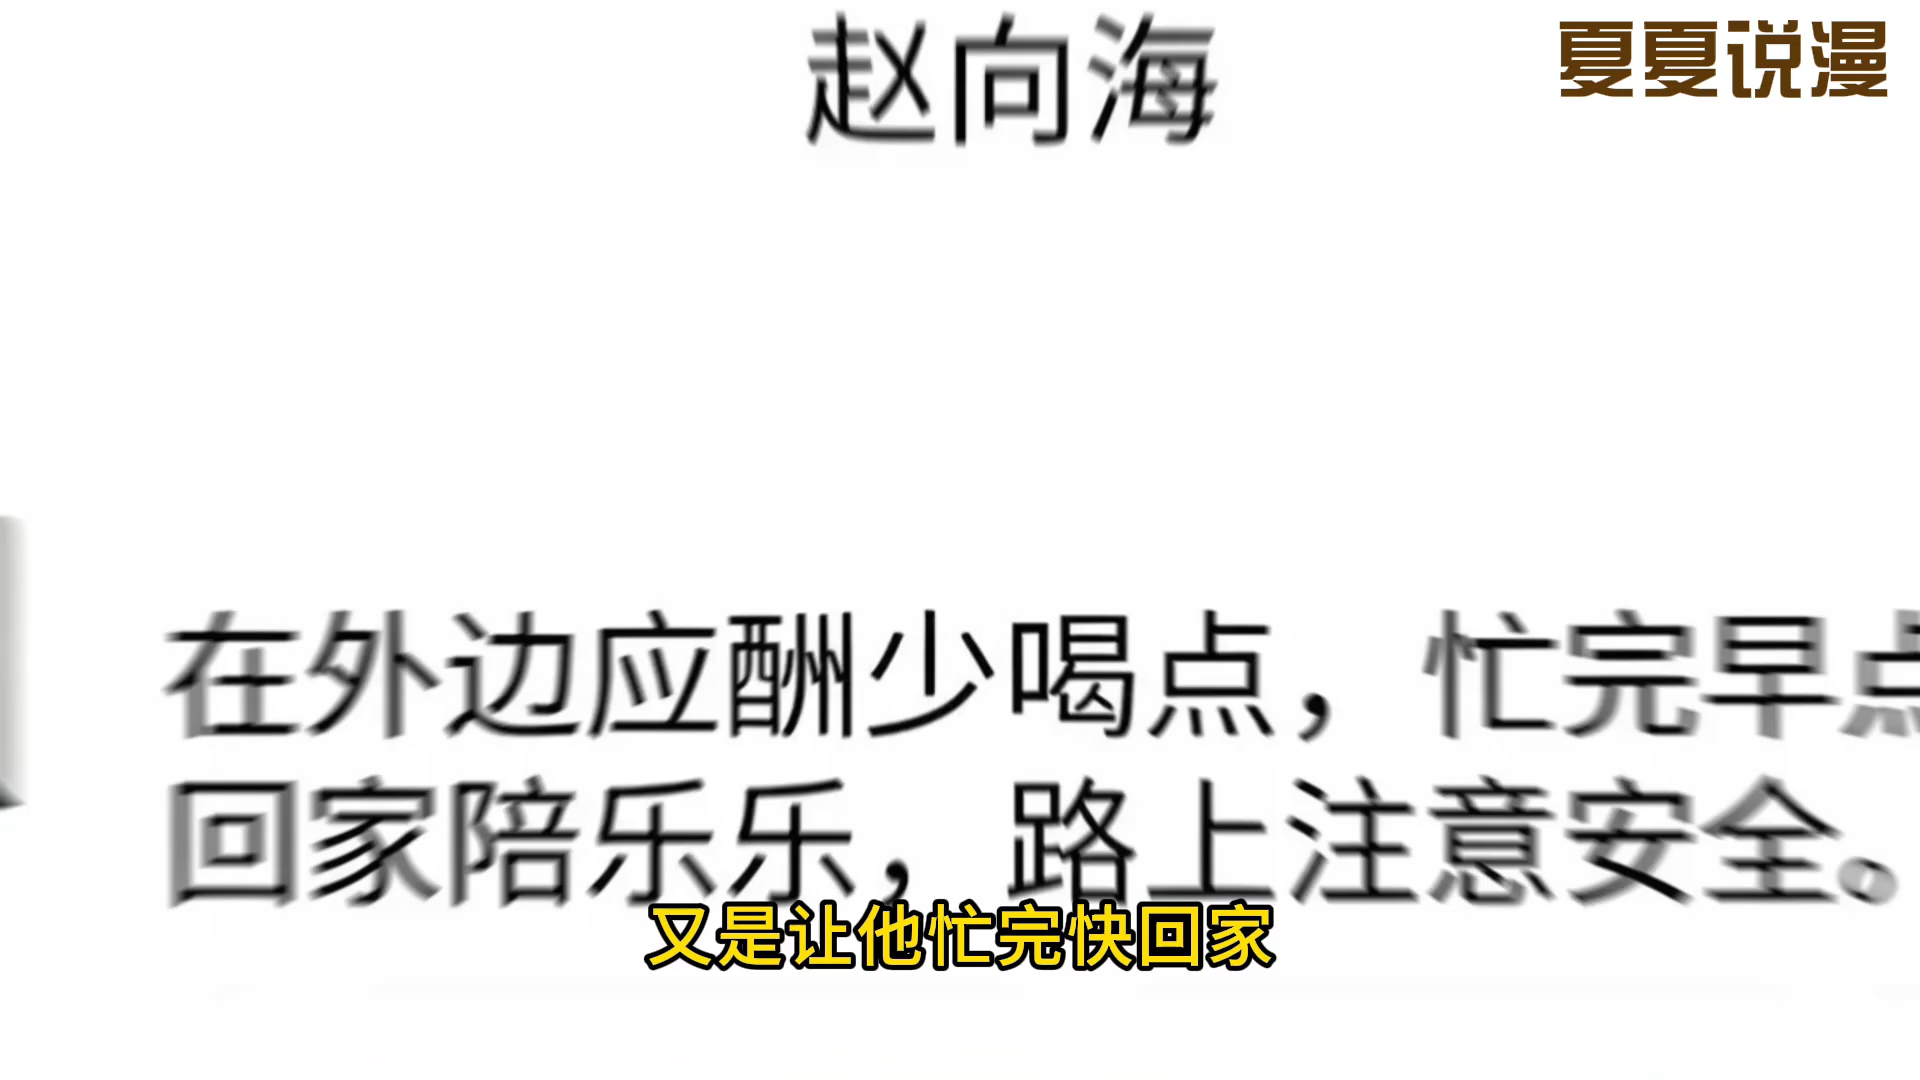 赵向海
夏夏说漫
在外边应酬少喝点，忙完早点
回家陪乐乐，路上注意安全。
又是让他忙完快回家